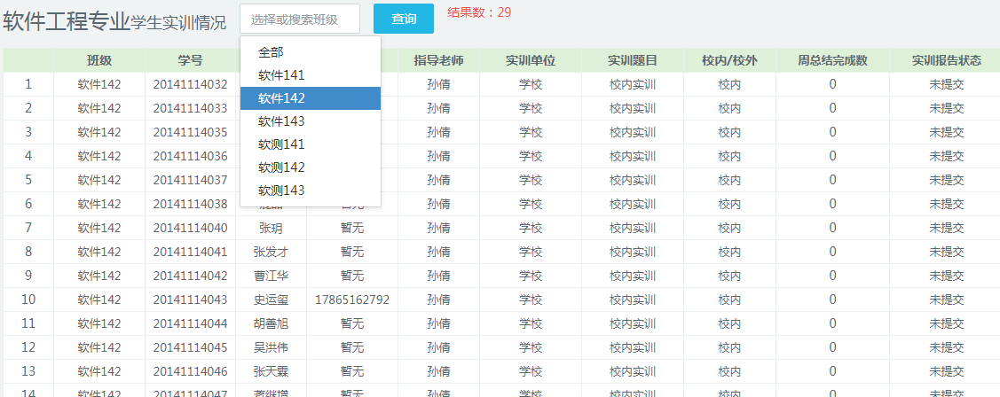 软件工程专业学生实训情况 选择或搜索班级 查询 结果数：29
全部
软件141
软件142
软件143
软测141
软测142
软测143
班级 学号 指导老师 实训单位 实训题目 校内/校外 周总结完成数 实训报告状态
1 软件142 20141114032 孙倩 学校 校内实训 校内 0 未提交
2 软件142 20141114033 孙倩 学校 校内实训 校内 0 未提交
3 软件142 20141114035 孙倩 学校 校内实训 校内 0 未提交
4 软件142 20141114036 孙倩 学校 校内实训 校内 0 未提交
5 软件142 20141114037 孙倩 学校 校内实训 校内 0 未提交
6 软件142 20141114038 孙倩 学校 校内实训 校内 0 未提交
7 软件142 20141114040 张玥 暂无 孙倩 学校 校内实训 校内 0 未提交
8 软件142 20141114041 张发才 暂无 孙倩 学校 校内实训 校内 0 未提交
9 软件142 20141114042 曹江华 暂无 孙倩 学校 校内实训 校内 0 未提交
10 软件142 20141114043 史运玺 17865162792 孙倩 学校 校内实训 校内 0 未提交
11 软件142 20141114044 胡善旭 暂无 孙倩 学校 校内实训 校内 0 未提交
12 软件142 20141114045 吴洪伟 暂无 孙倩 学校 校内实训 校内 0 未提交
13 软件142 20141114046 张天霖 暂无 孙倩 学校 校内实训 校内 0 未提交
14 软件142 20141114047 蒋继增 暂无 孙倩 学校 校内实训 校内 0 未提交